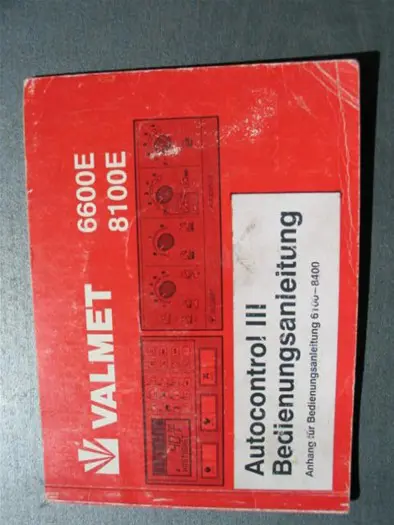 VALMET
6600E
8100E
Autocontrol III
Bedienungsanleitung
Anhang für Bedienungsanleitung 6100-8400